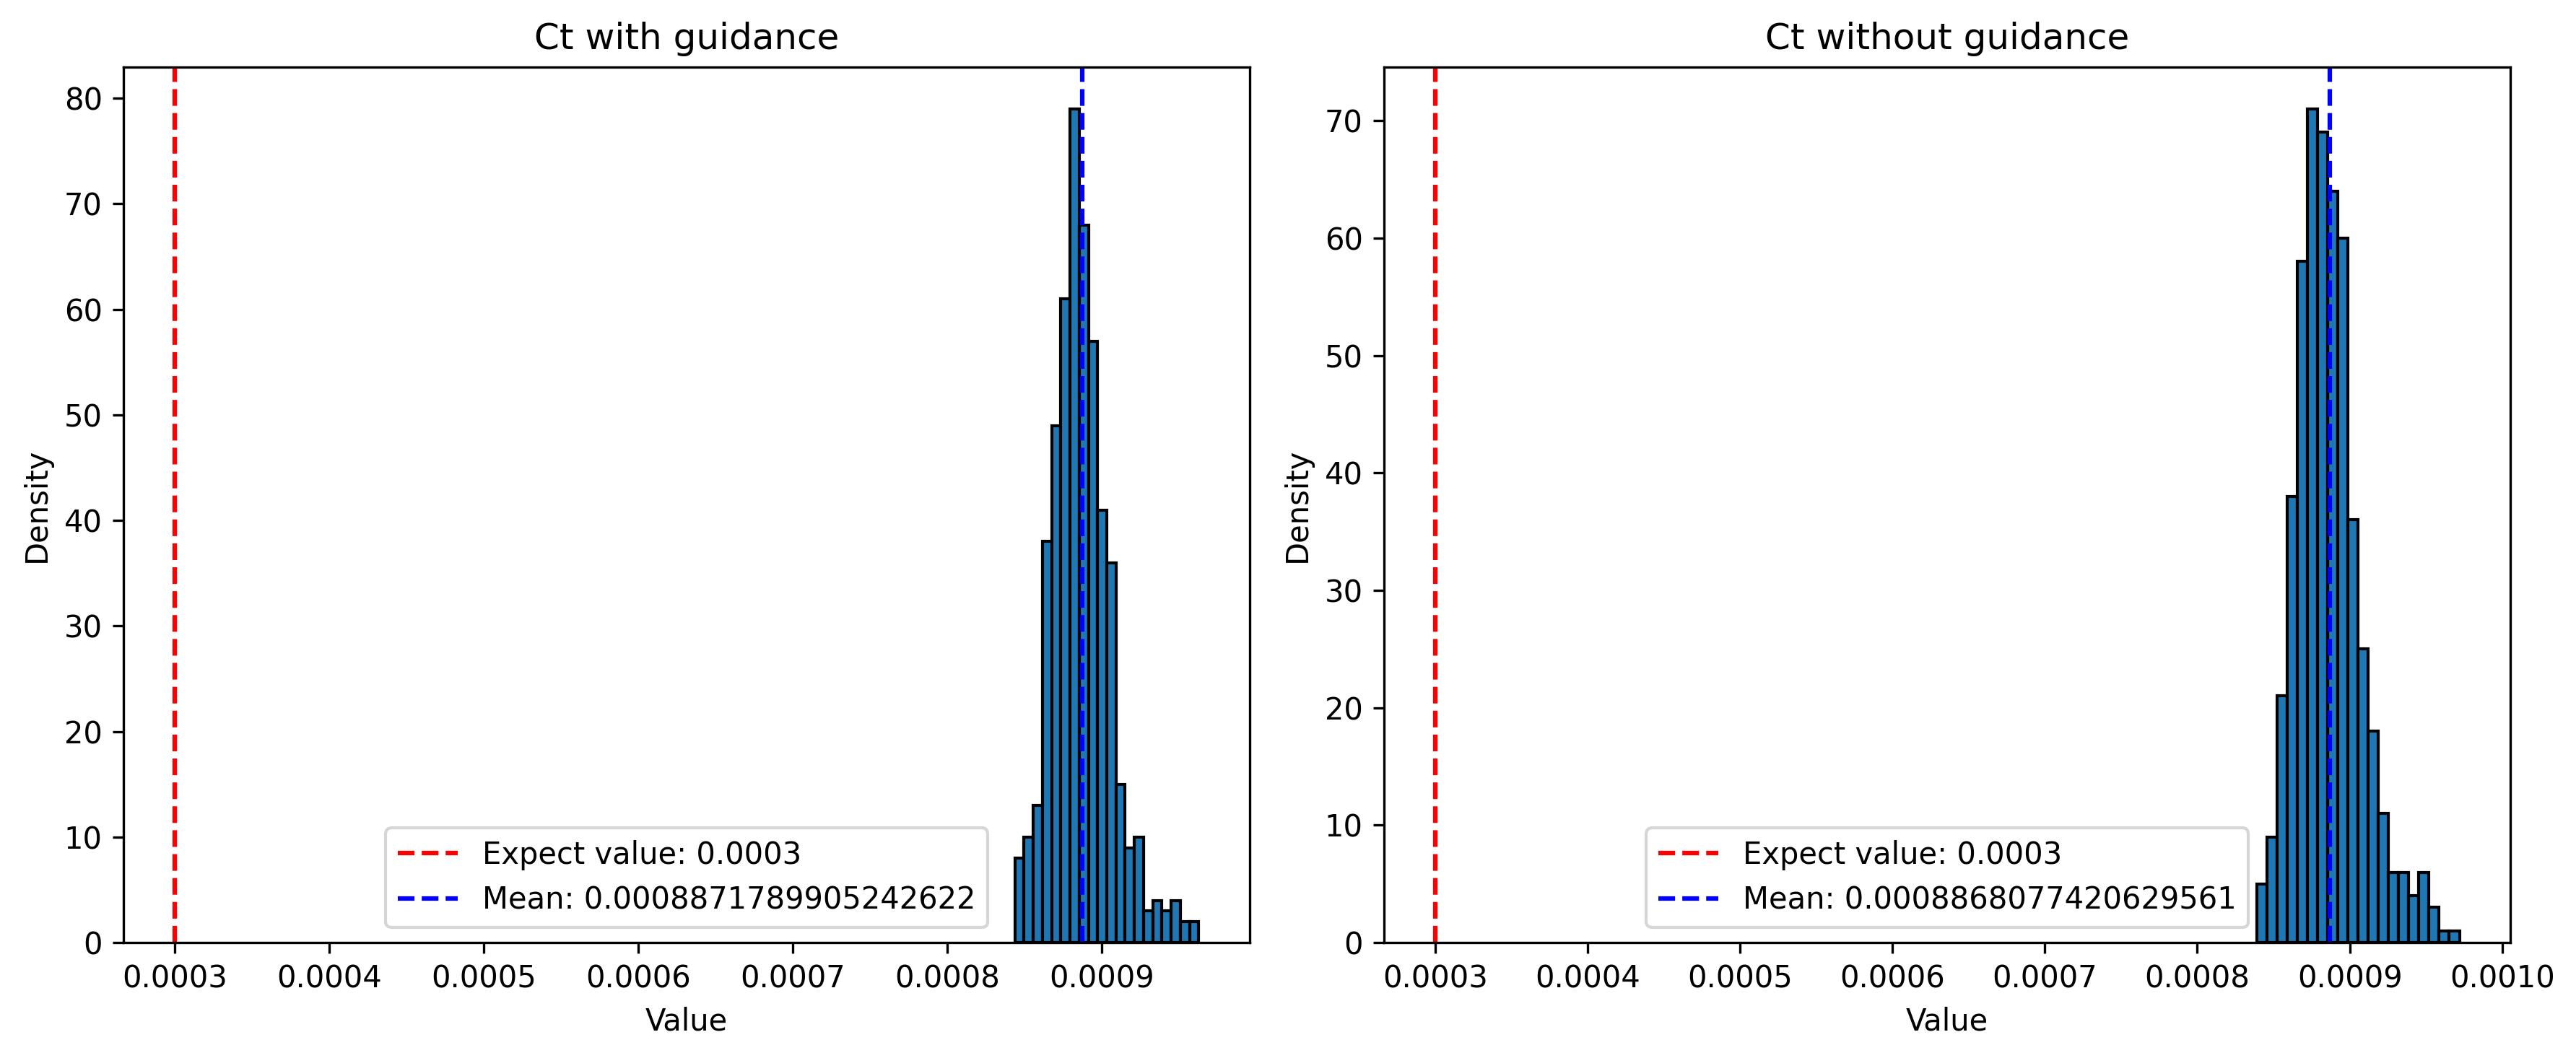 Ct with guidance
80
70
60
50
40
30
20
10
0
Density
Expect value: 0.0003
Mean: 0.0008871789905242622
0.0003 0.0004 0.0005 0.0006 0.0007 0.0008 0.0009
Value
Ct without guidance
70
60
50
40
30
20
10
0
Density
Expect value: 0.0003
Mean: 0.0008868077420629561
0.0003 0.0004 0.0005 0.0006 0.0007 0.0008 0.0009 0.0010
Value